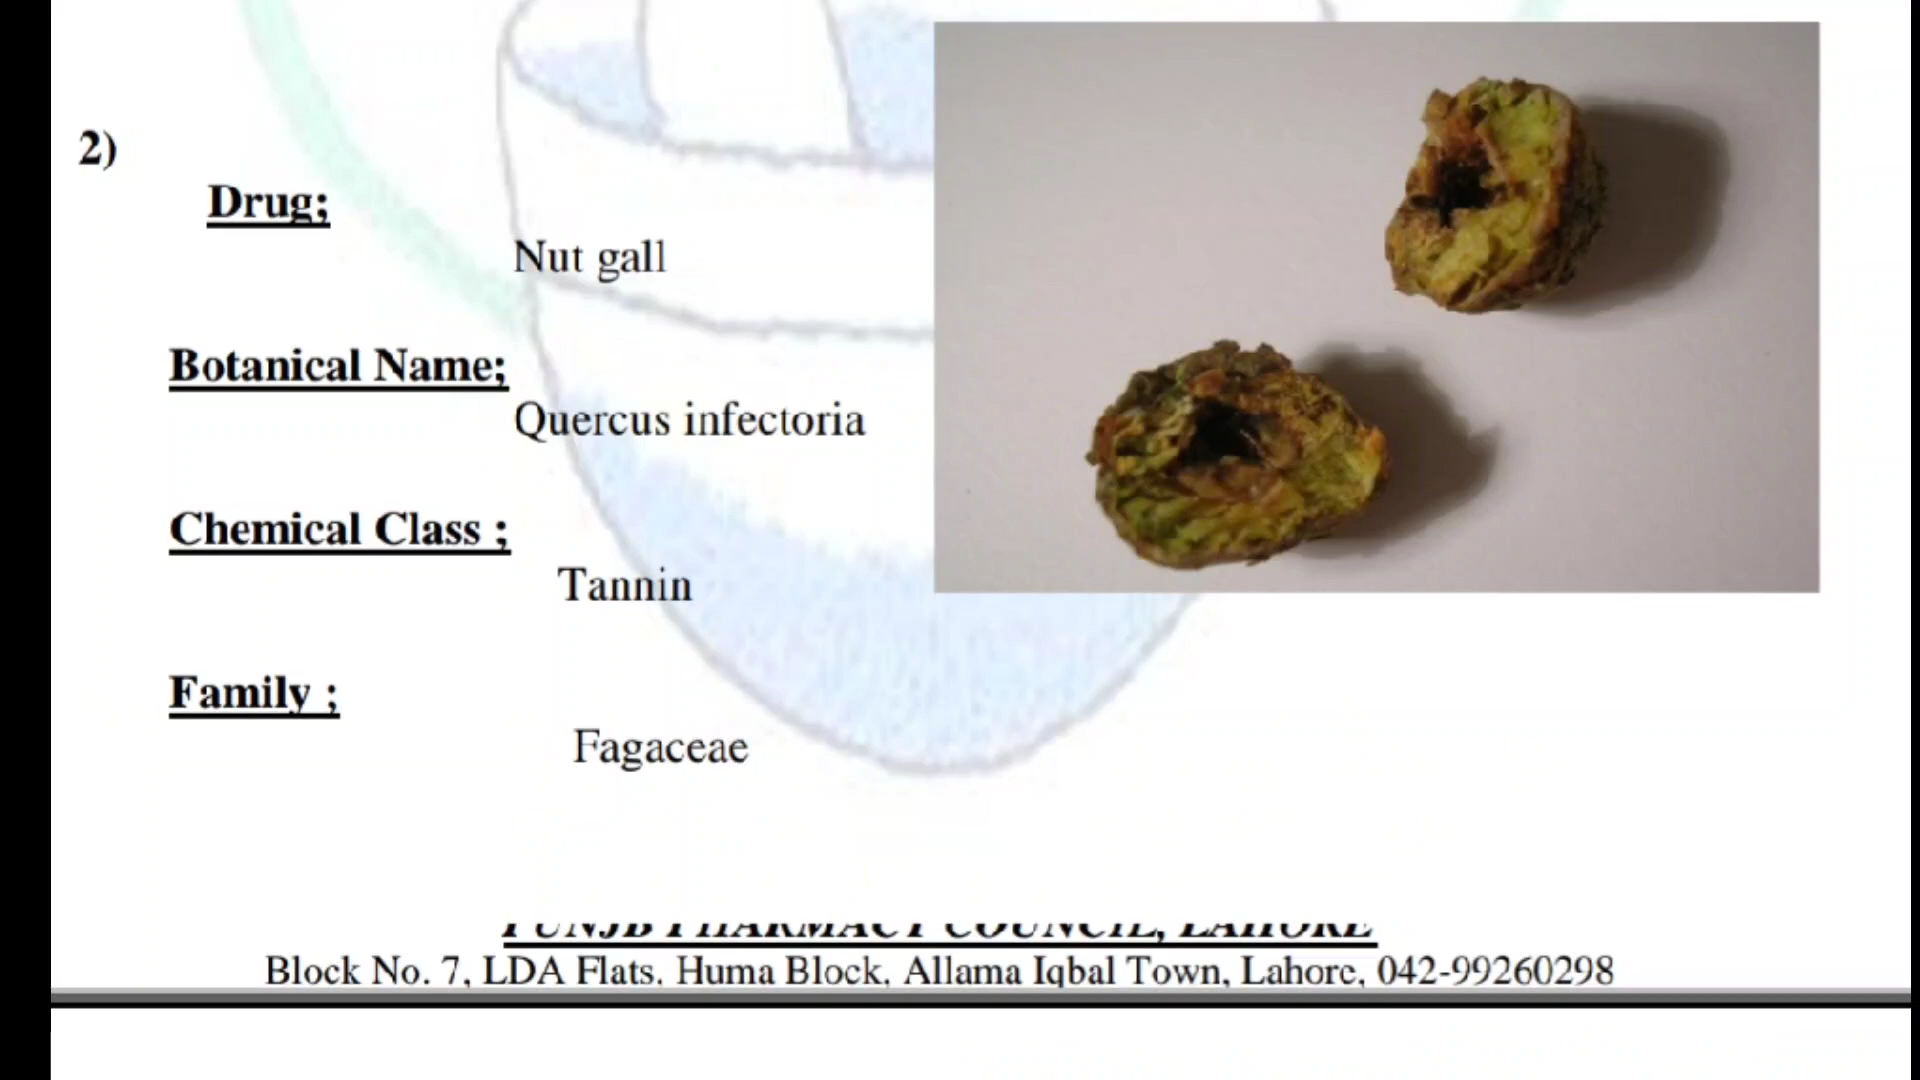 2)
Drug;
Nut gall
Botanical Name;
Quercus infectoria
Chemical Class ;
Tannin
Family ;
Fagaceae
PUNJB PHARMACY COUNCIL, LAHORE
Block No. 7, LDA Flats, Huma Block, Allama Iqbal Town, Lahore, 042-99260298